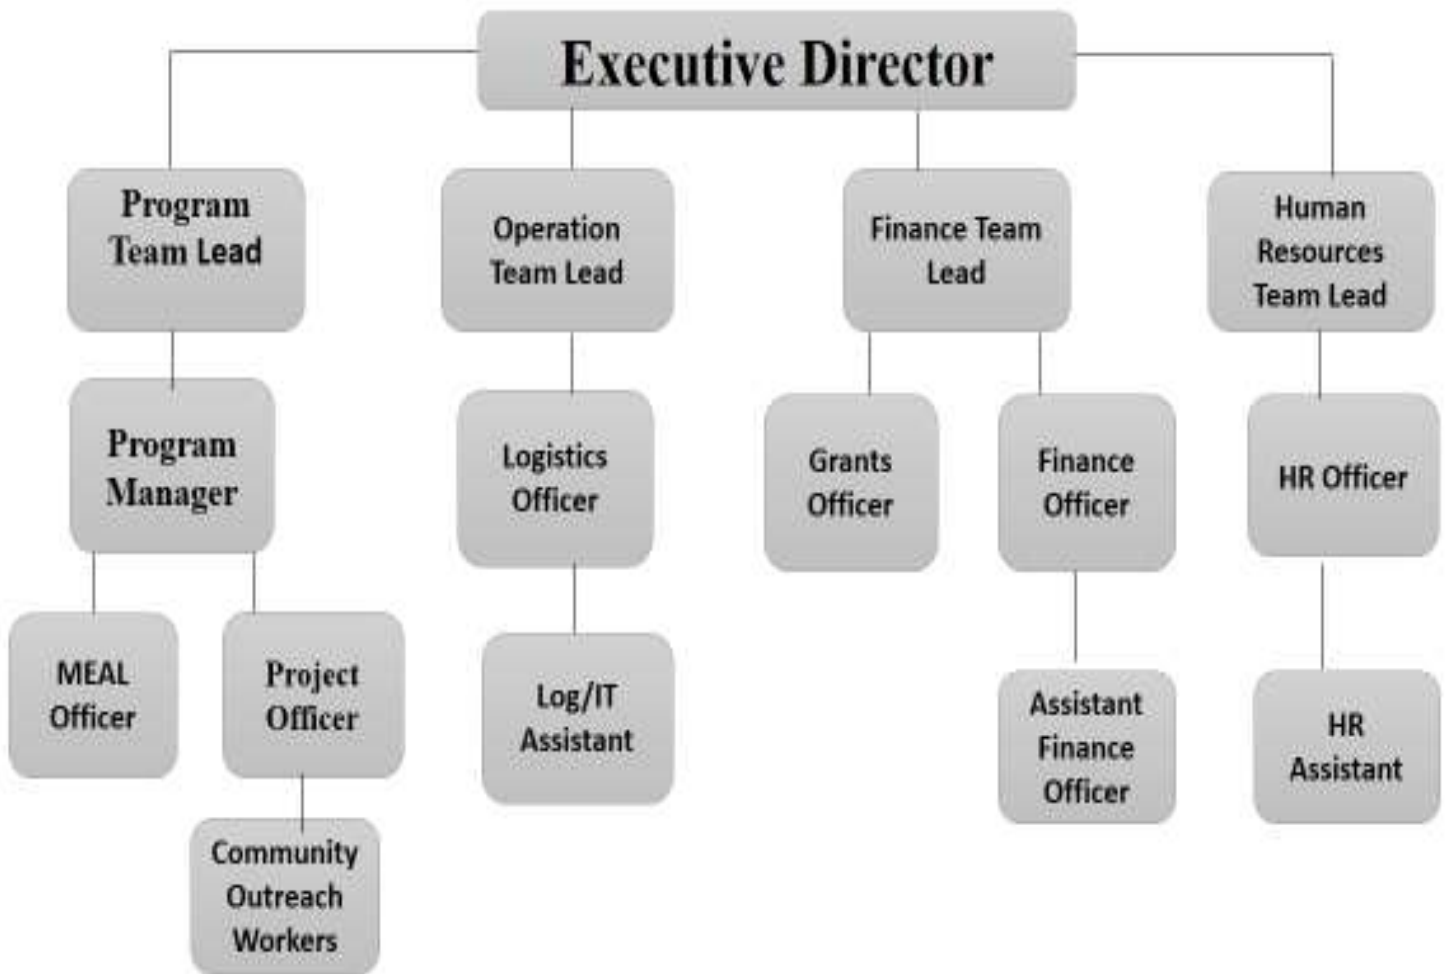 Executive Director
Program
Team Lead
Operation
Team Lead
Finance Team
Lead
Human
Resources
Team Lead
Program
Manager
Logistics
Officer
Grants
Officer
Finance
Officer
HR Officer
MEAL
Officer
Project
Officer
Log/IT
Assistant
Assistant
Finance
Officer
HR
Assistant
Community
Outreach
Workers